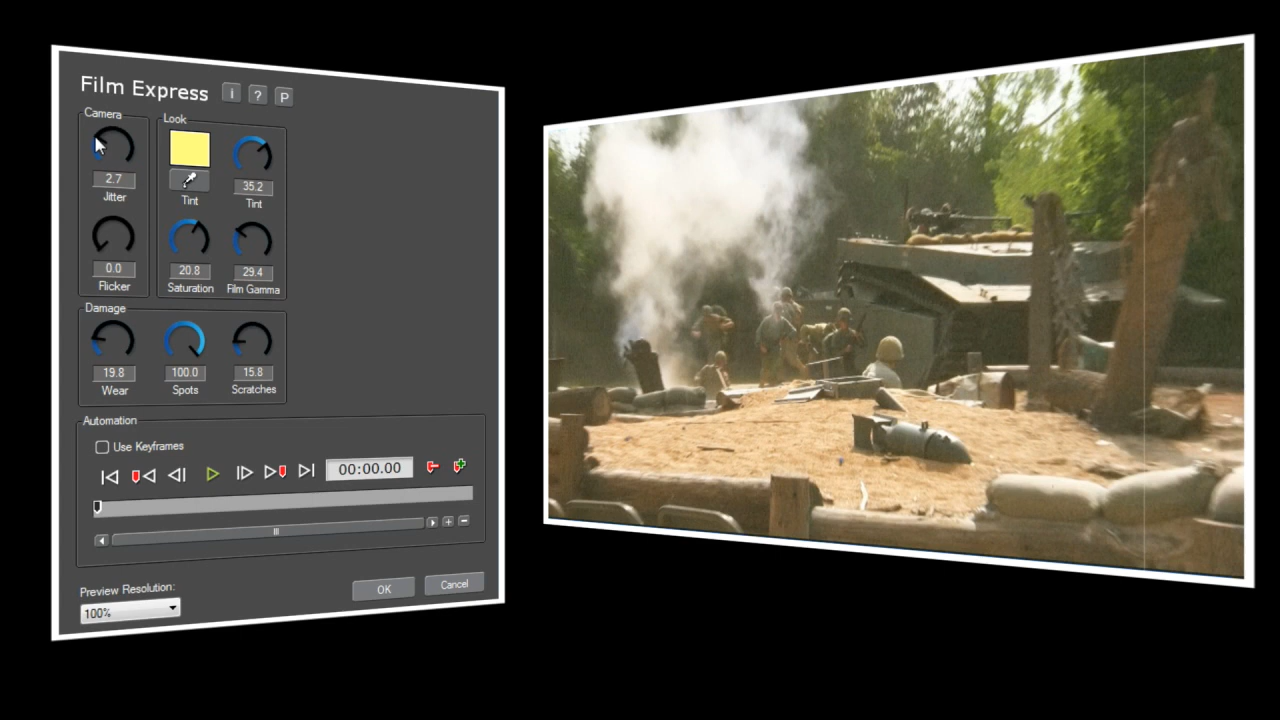 Film Express i ? P
Camera
Look
2.7
Jitter
Tint
35.2
Tint
0.0
Flicker
20.8
Saturation
29.4
Film Gamma
Damage
19.8
Wear
100.0
Spots
15.8
Scratches
Automation
Use Keyframes
00:00.00
Preview Resolution:
100%
OK
Cancel